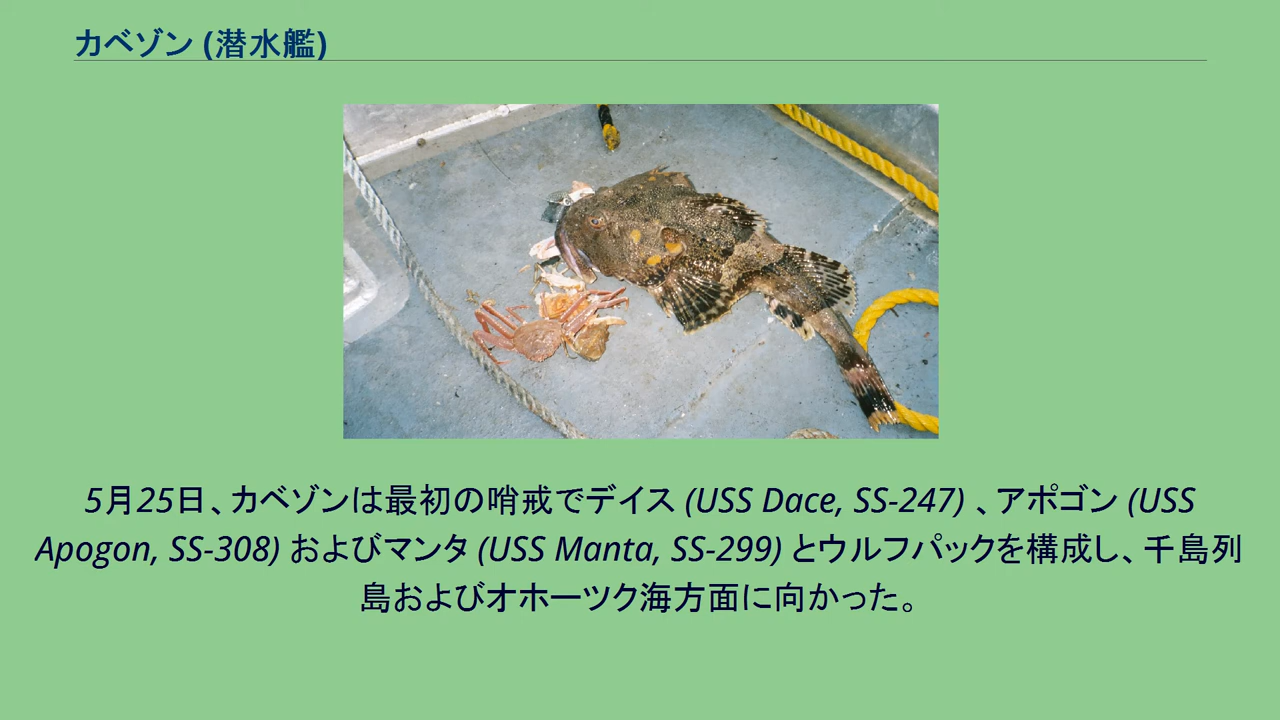 カベゾン (潜水艦)
5月25日、カベゾンは最初の哨戒でデイス (USS Dace, SS-247) 、アポゴン (USS
Apogon, SS-308) およびマンタ (USS Manta, SS-299) とウルフパックを構成し、千島列
島およびオホーツク海方面に向かった。